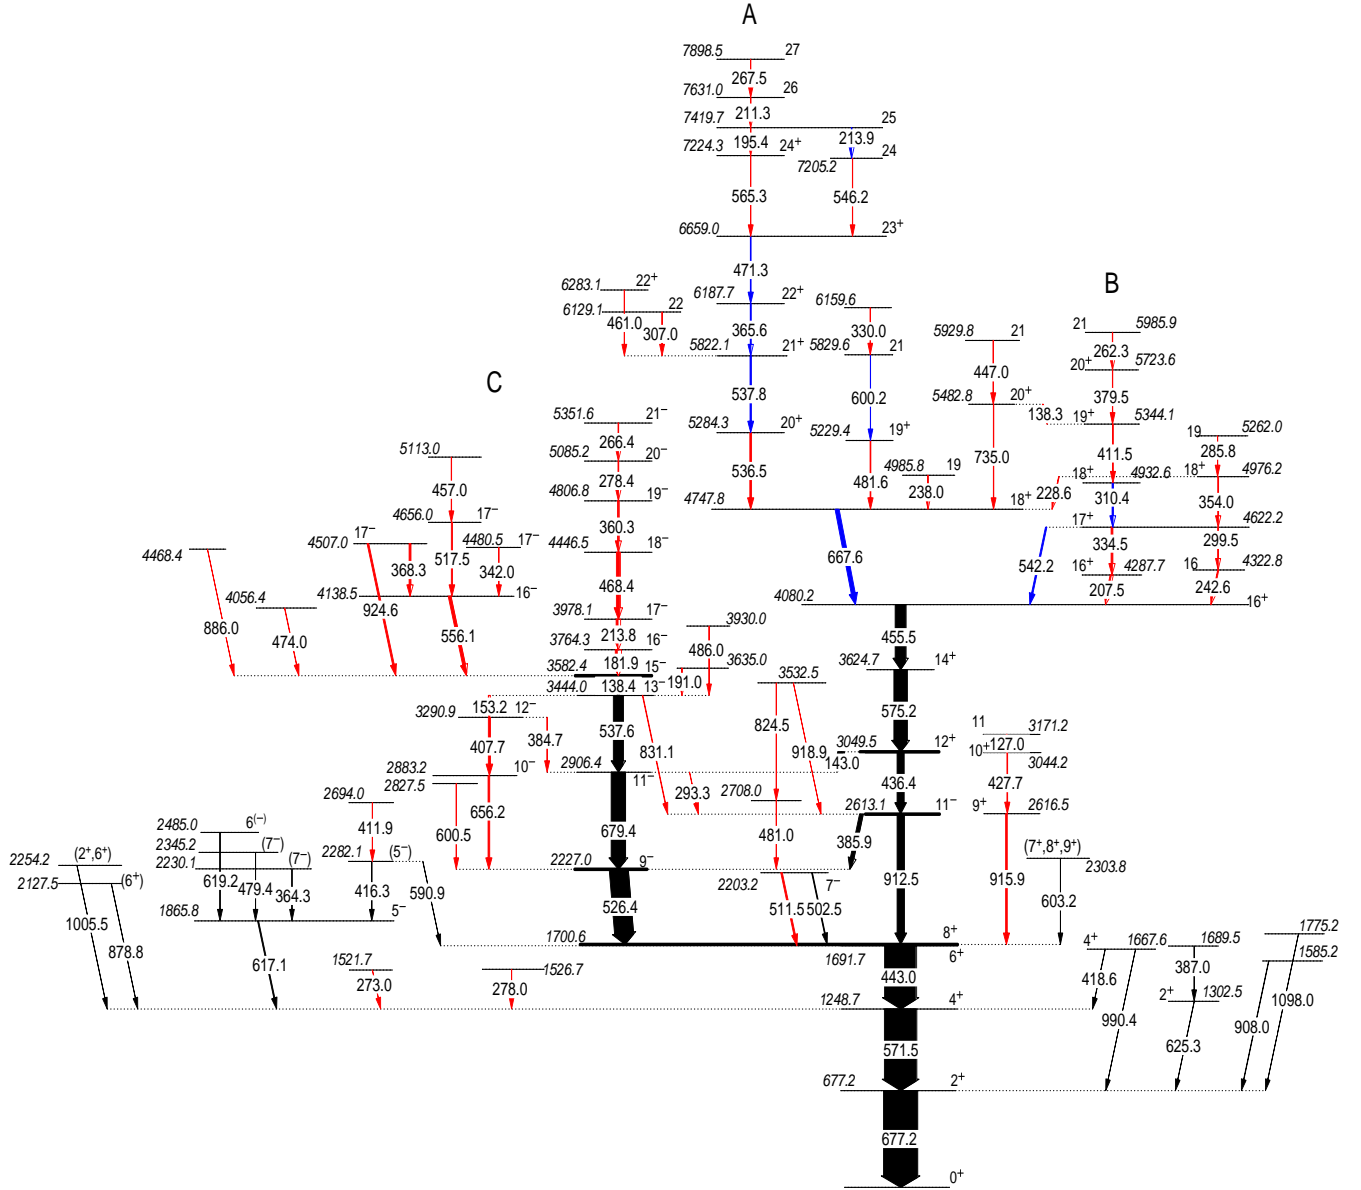 A
7898.5 27
267.5
7631.0 26
211.3
7419.7 25
195.4 213.9
7224.3 24⁺ 7205.2 24
565.3 546.2
6659.0 23⁺
471.3
B
6283.1 22⁺ 6187.7 22⁺ 6159.6
6129.1 22
461.0 307.0 365.6 330.0
5929.8 21 21 5985.9
262.3
5822.1 21⁺ 5829.6 21 20⁺ 5723.6
C
447.0 379.5
537.8 600.2
5482.8 20⁺ 138.3 19⁺ 5344.1
5351.6 21⁻ 5284.3 20⁺ 5229.4 19⁺ 19 5262.0
266.4 411.5 285.8
5113.0 5085.2 20⁻ 536.5 481.6 735.0
278.4 4985.8 19 18⁺ 4932.6 18⁺ 4976.2
457.0 238.0 228.6 310.4 354.0
4806.8 19⁻ 4747.8 18⁺
4656.0 17⁻ 360.3 17⁺ 4622.2
4468.4 4507.0 17⁻ 4480.5 17⁻ 4446.5 18⁻ 667.6 542.2 334.5 299.5
368.3 517.5 342.0 468.4 16⁺ 4287.7 16 4322.8
4056.4 4138.5 16⁻ 207.5 242.6
924.6 3978.1 17⁻ 4080.2 16⁺
886.0 474.0 556.1 213.8 3930.0 455.5
3764.3 16⁻ 486.0
181.9 3635.0 3624.7 14⁺
3582.4 15⁻ 191.0 3532.5
138.4
3444.0 13⁻
153.2 575.2
3290.9 12⁻ 537.6 824.5
407.7 384.7 831.1 918.9 3049.5 12⁺ 11 3171.2
143.0 10⁺ 127.0 3044.2
2883.2 10⁻ 2906.4 11⁻ 436.4 427.7
2827.5 293.3
2694.0 656.2 2708.0 2613.1 11⁻ 9⁺ 2616.5
2485.0 6⁽⁻⁾ 411.9 600.5 679.4 481.0 385.9
2345.2 (7⁻) (7⁺,8⁺,9⁺)
2254.2 (2⁺,6⁺) 2230.1 (7⁻) 2282.1 (5⁻) 2227.0 9⁻ 2203.2 7⁻ 912.5 915.9 2303.8
2127.5 (6⁺) 619.2 479.4 364.3 416.3 590.9 526.4 511.5 502.5 603.2
1865.8 5⁻
1005.5 878.8 617.1 1700.6 8⁺ 1775.2
1691.7 6⁺ 4⁺ 1667.6 1689.5 1585.2
1521.7 1526.7 443.0 418.6 387.0
273.0 278.0
1248.7 4⁺ 990.4 2⁺ 1302.5 908.0 1098.0
571.5 625.3
677.2 2⁺
677.2
0⁺